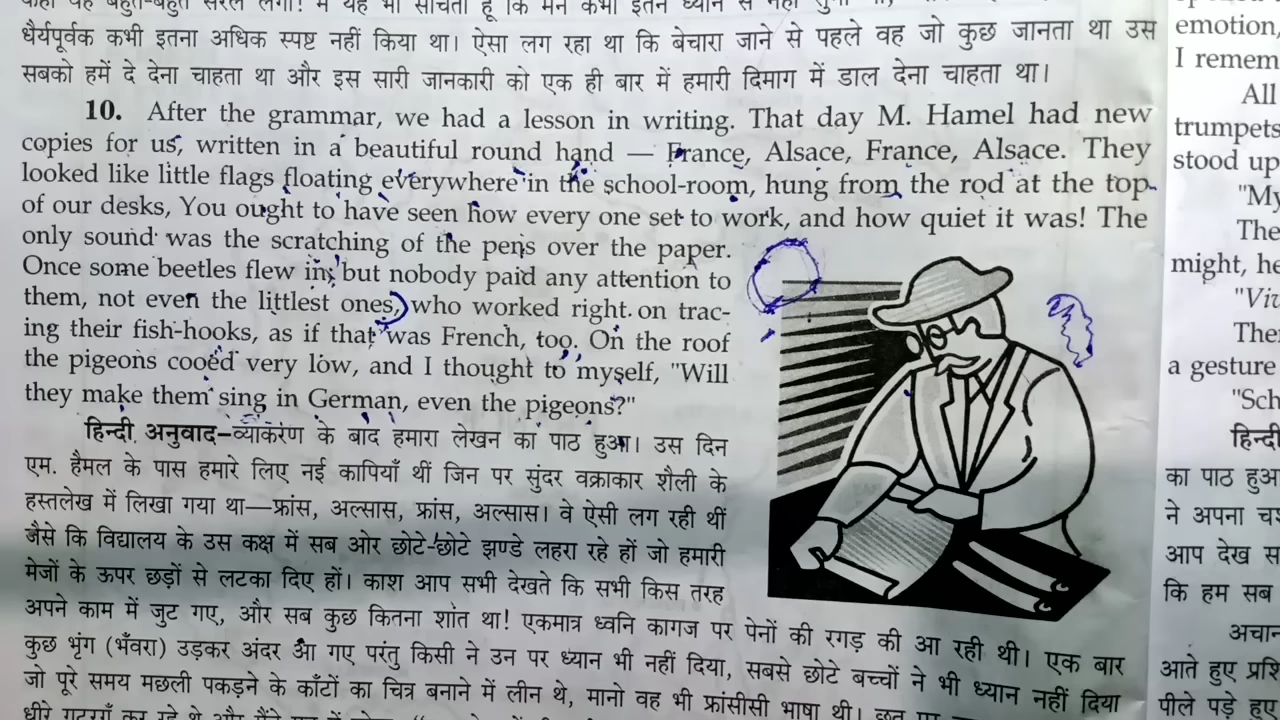 धैर्यपूर्वक कभी इतना अधिक स्पष्ट नहीं किया था। ऐसा लग रहा था कि बेचारा जाने से पहले वह जो कुछ जानता था उस
सबको हमें दे देना चाहता था और इस सारी जानकारी को एक ही बार में हमारी दिमाग में डाल देना चाहता था।
10. After the grammar, we had a lesson in writing. That day M. Hamel had new
copies for us, written in a beautiful round hand — France, Alsace, France, Alsace. They
looked like little flags floating everywhere in the school-room, hung from the rod at the top
of our desks, You ought to have seen how every one set to work, and how quiet it was! The
only sound was the scratching of the pens over the paper.
Once some beetles flew in; but nobody paid any attention to
them, not even the littlest ones, who worked right on trac-
ing their fish-hooks, as if that was French, too. On the roof
the pigeons cooed very low, and I thought to myself, "Will
they make them sing in German, even the pigeons?"
हिन्दी अनुवाद–व्याकरण के बाद हमारा लेखन का पाठ हुआ। उस दिन
एम. हैमल के पास हमारे लिए नई कापियाँ थीं जिन पर सुंदर वक्राकार शैली के
हस्तलेख में लिखा गया था—फ्रांस, अल्सास, फ्रांस, अल्सास। वे ऐसी लग रही थीं
जैसे कि विद्यालय के उस कक्ष में सब ओर छोटे-छोटे झण्डे लहरा रहे हों जो हमारी
मेजों के ऊपर छड़ों से लटका दिए हों। काश आप सभी देखते कि सभी किस तरह
अपने काम में जुट गए, और सब कुछ कितना शांत था! एकमात्र ध्वनि कागज पर पेनों की रगड़ की आ रही थी। एक बार
कुछ भृंग (भँवरा) उड़कर अंदर आ गए परंतु किसी ने उन पर ध्यान भी नहीं दिया, सबसे छोटे बच्चों ने भी ध्यान नहीं दिया
जो पूरे समय मछली पकड़ने के काँटों का चित्र बनाने में लीन थे, मानो वह भी फ्रांसीसी भाषा थी।
emotion,
I remem
All
trumpets
stood up
"My
The
might, he
"Viv
The
a gesture
"Sch
हिन्दी
का पाठ हुआ
ने अपना
आप देख
कि हम सब
आते हुए
पीले पड़े हुए